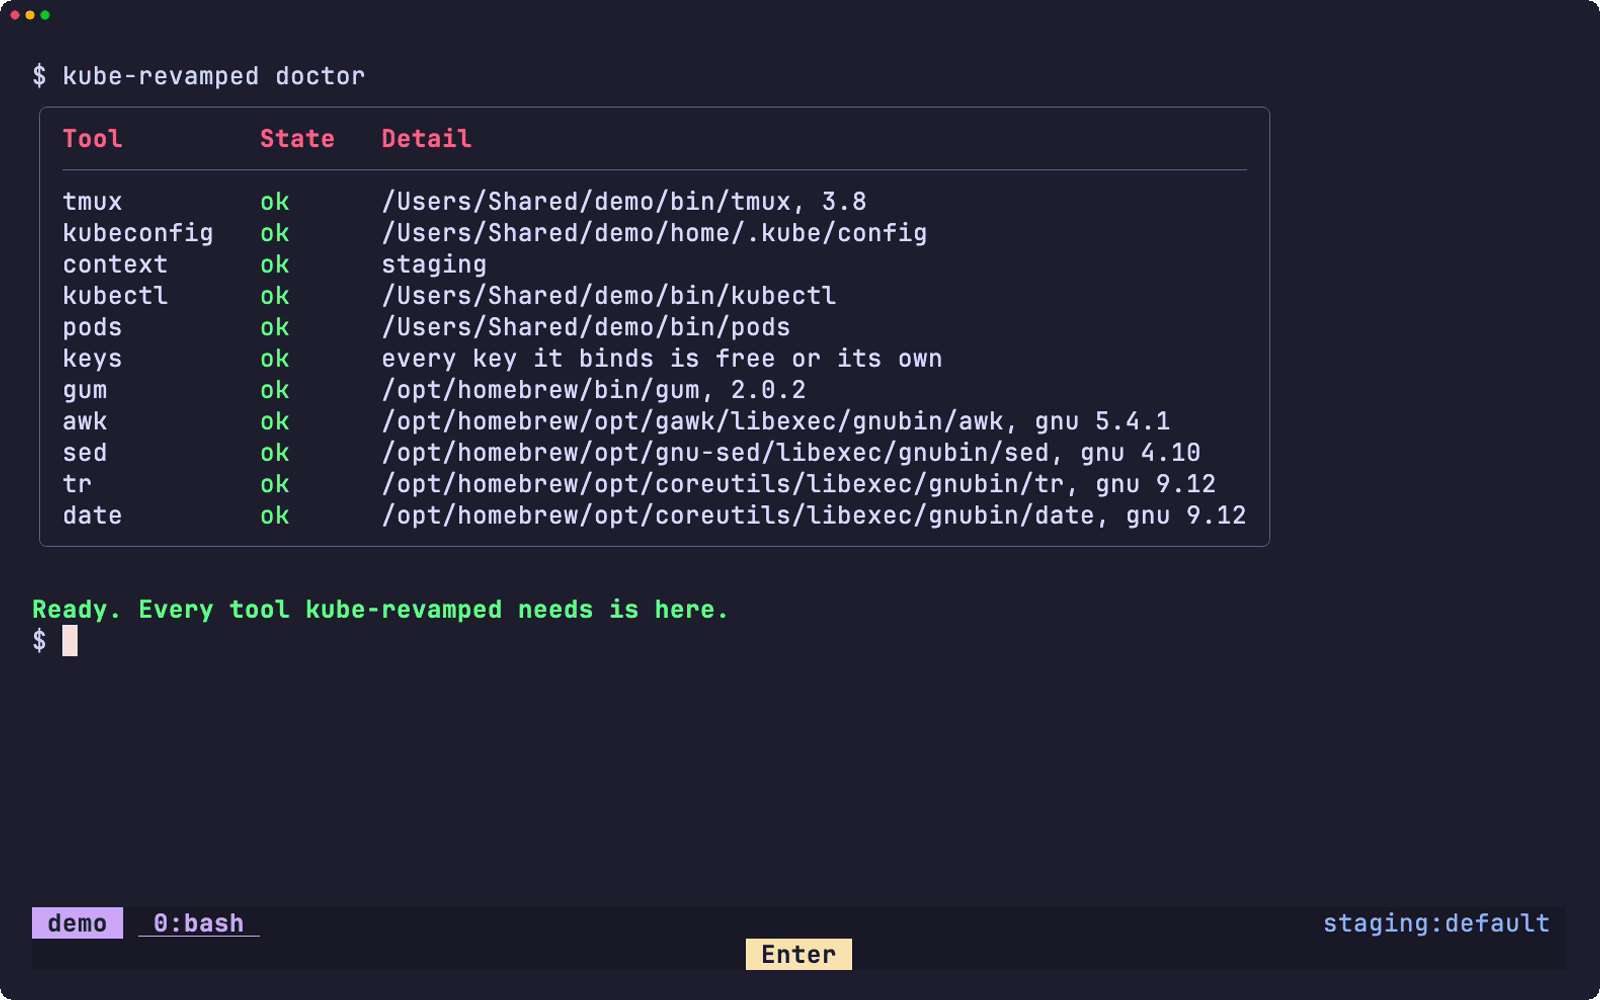 $ kube-revamped doctor
Tool State Detail
tmux ok /Users/Shared/demo/bin/tmux, 3.8
kubeconfig ok /Users/Shared/demo/home/.kube/config
context ok staging
kubectl ok /Users/Shared/demo/bin/kubectl
pods ok /Users/Shared/demo/bin/pods
keys ok every key it binds is free or its own
gum ok /opt/homebrew/bin/gum, 2.0.2
awk ok /opt/homebrew/opt/gawk/libexec/gnubin/awk, gnu 5.4.1
sed ok /opt/homebrew/opt/gnu-sed/libexec/gnubin/sed, gnu 4.10
tr ok /opt/homebrew/opt/coreutils/libexec/gnubin/tr, gnu 9.12
date ok /opt/homebrew/opt/coreutils/libexec/gnubin/date, gnu 9.12
Ready. Every tool kube-revamped needs is here.
$
demo 0:bash staging:default
Enter